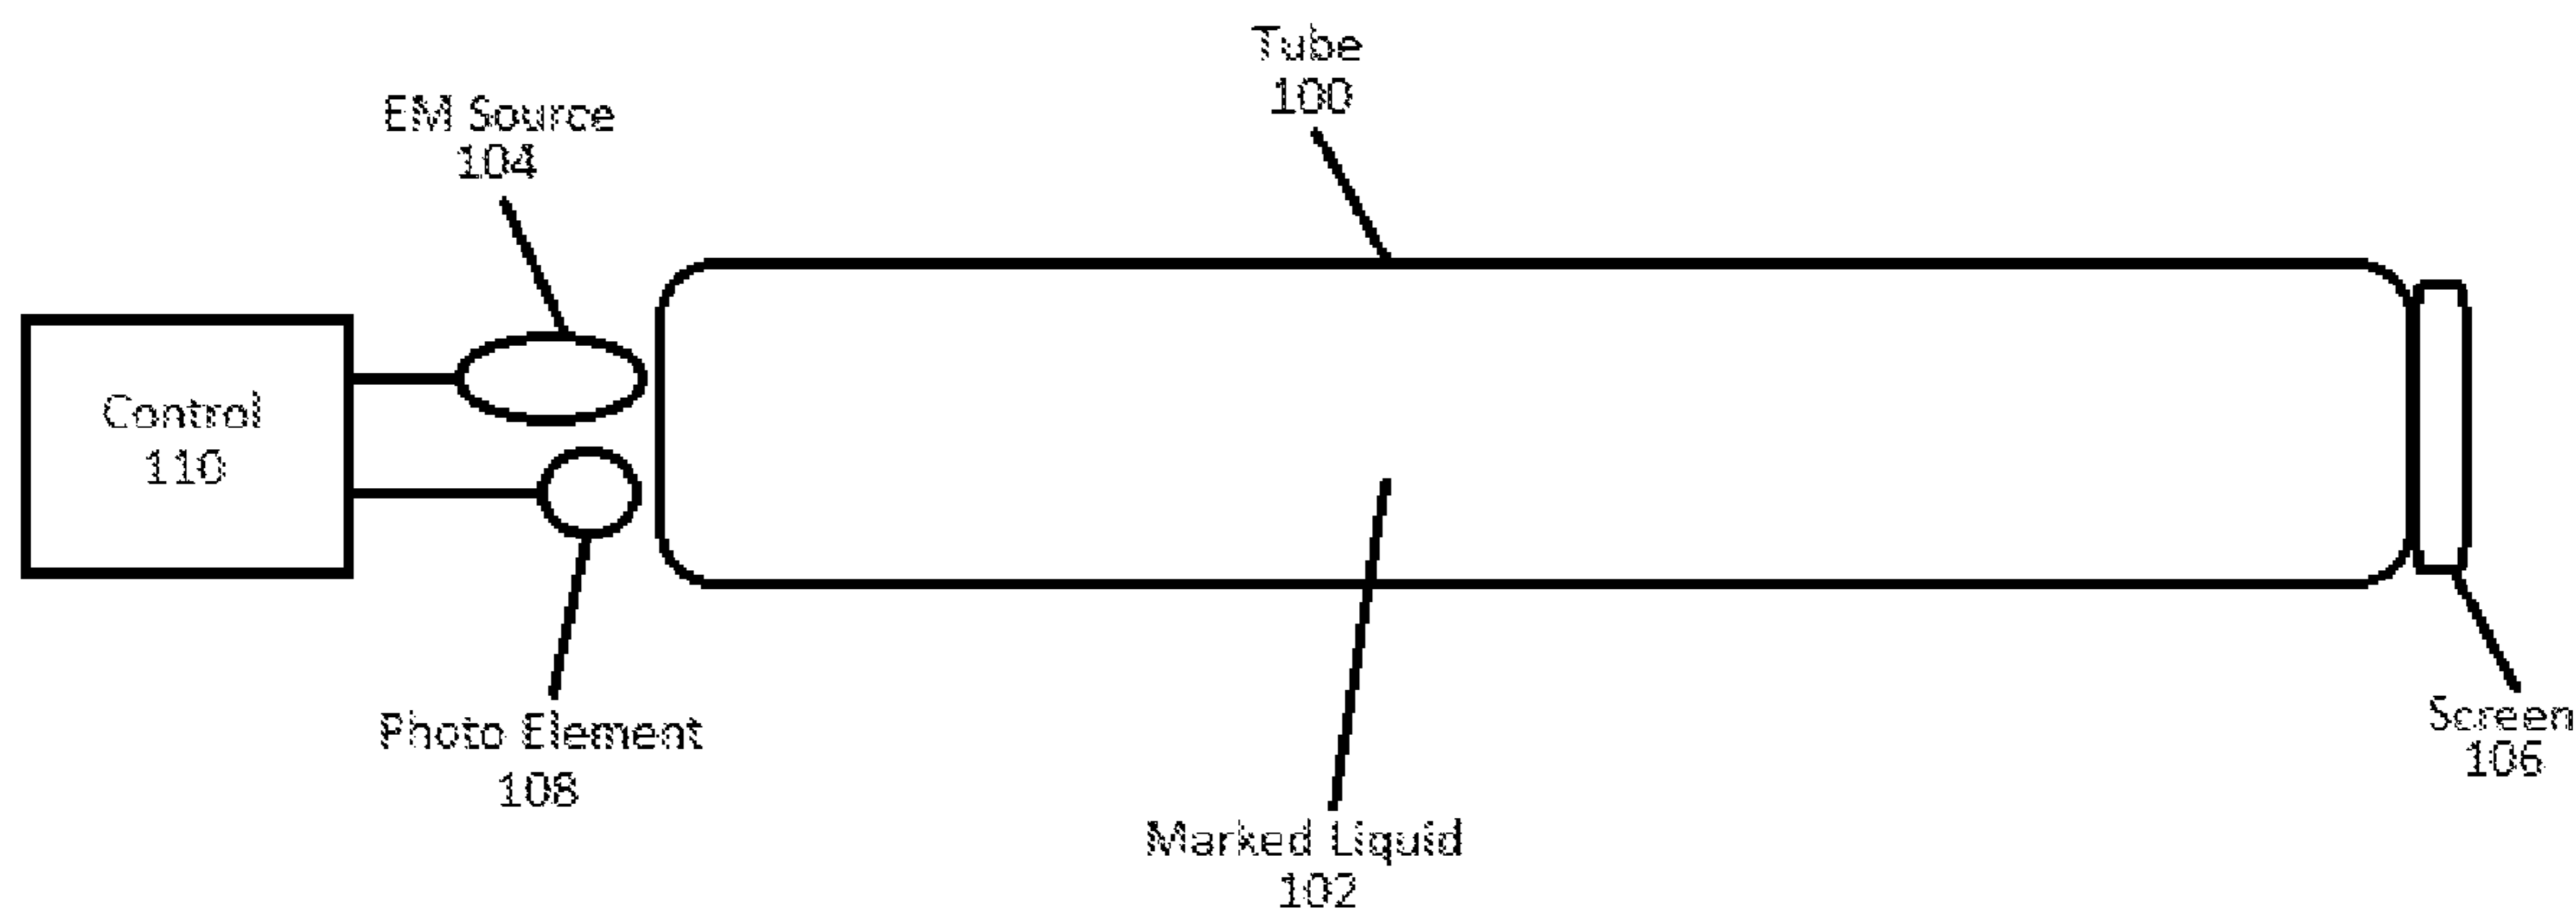 Tube
100
EM Source
104
Control
110
Photo Element
108
Marked Liquid
102
Screen
106